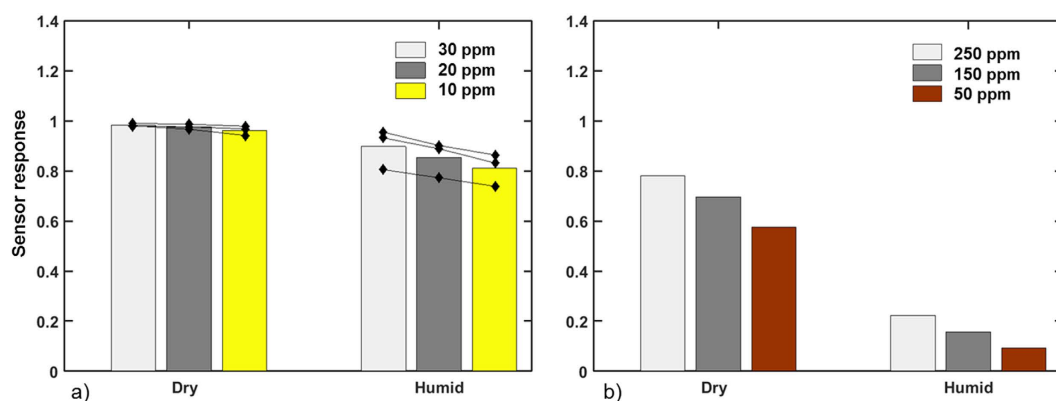 Sensor response
1.4
1.2
1
0.8
0.6
0.4
0.2
0
30 ppm
20 ppm
10 ppm
Dry
Humid
a)
1.4
1.2
1
0.8
0.6
0.4
0.2
0
250 ppm
150 ppm
50 ppm
Dry
Humid
b)